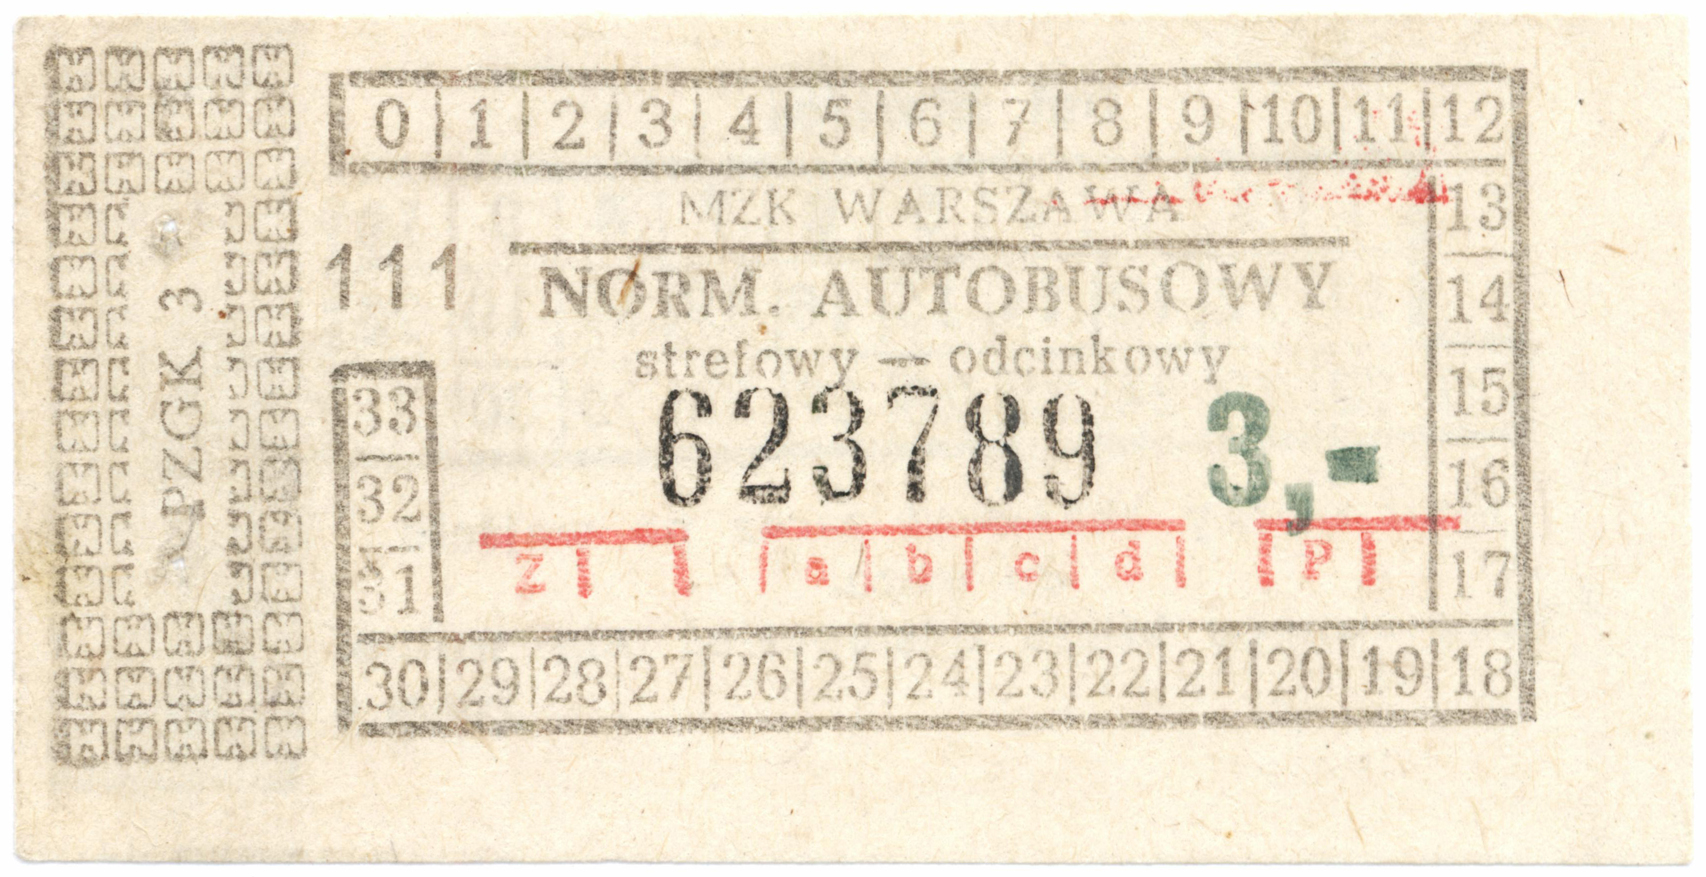 PZGK 3
0 1 2 3 4 5 6 7 8 9 10 11 12
MZK WARSZAWA
13
111
NORM. AUTOBUSOWY
14
strefowy — odcinkowy
33
623789 3,-
15
32
16
Z a b c d P
31
17
30 29 28 27 26 25 24 23 22 21 20 19 18